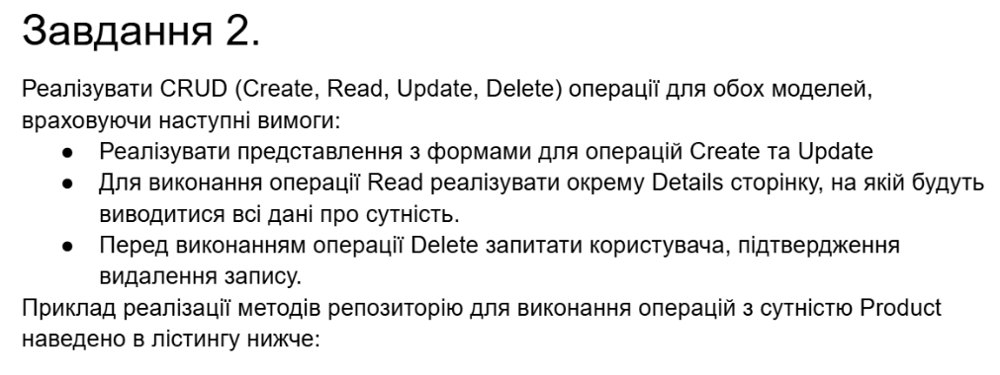 Завдання 2.
Реалізувати CRUD (Create, Read, Update, Delete) операції для обох моделей,
враховуючи наступні вимоги:
● Реалізувати представлення з формами для операцій Create та Update
● Для виконання операції Read реалізувати окрему Details сторінку, на якій будуть
виводитися всі дані про сутність.
● Перед виконанням операції Delete запитати користувача, підтвердження
видалення запису.
Приклад реалізації методів репозиторію для виконання операцій з сутністю Product
наведено в лістингу нижче: